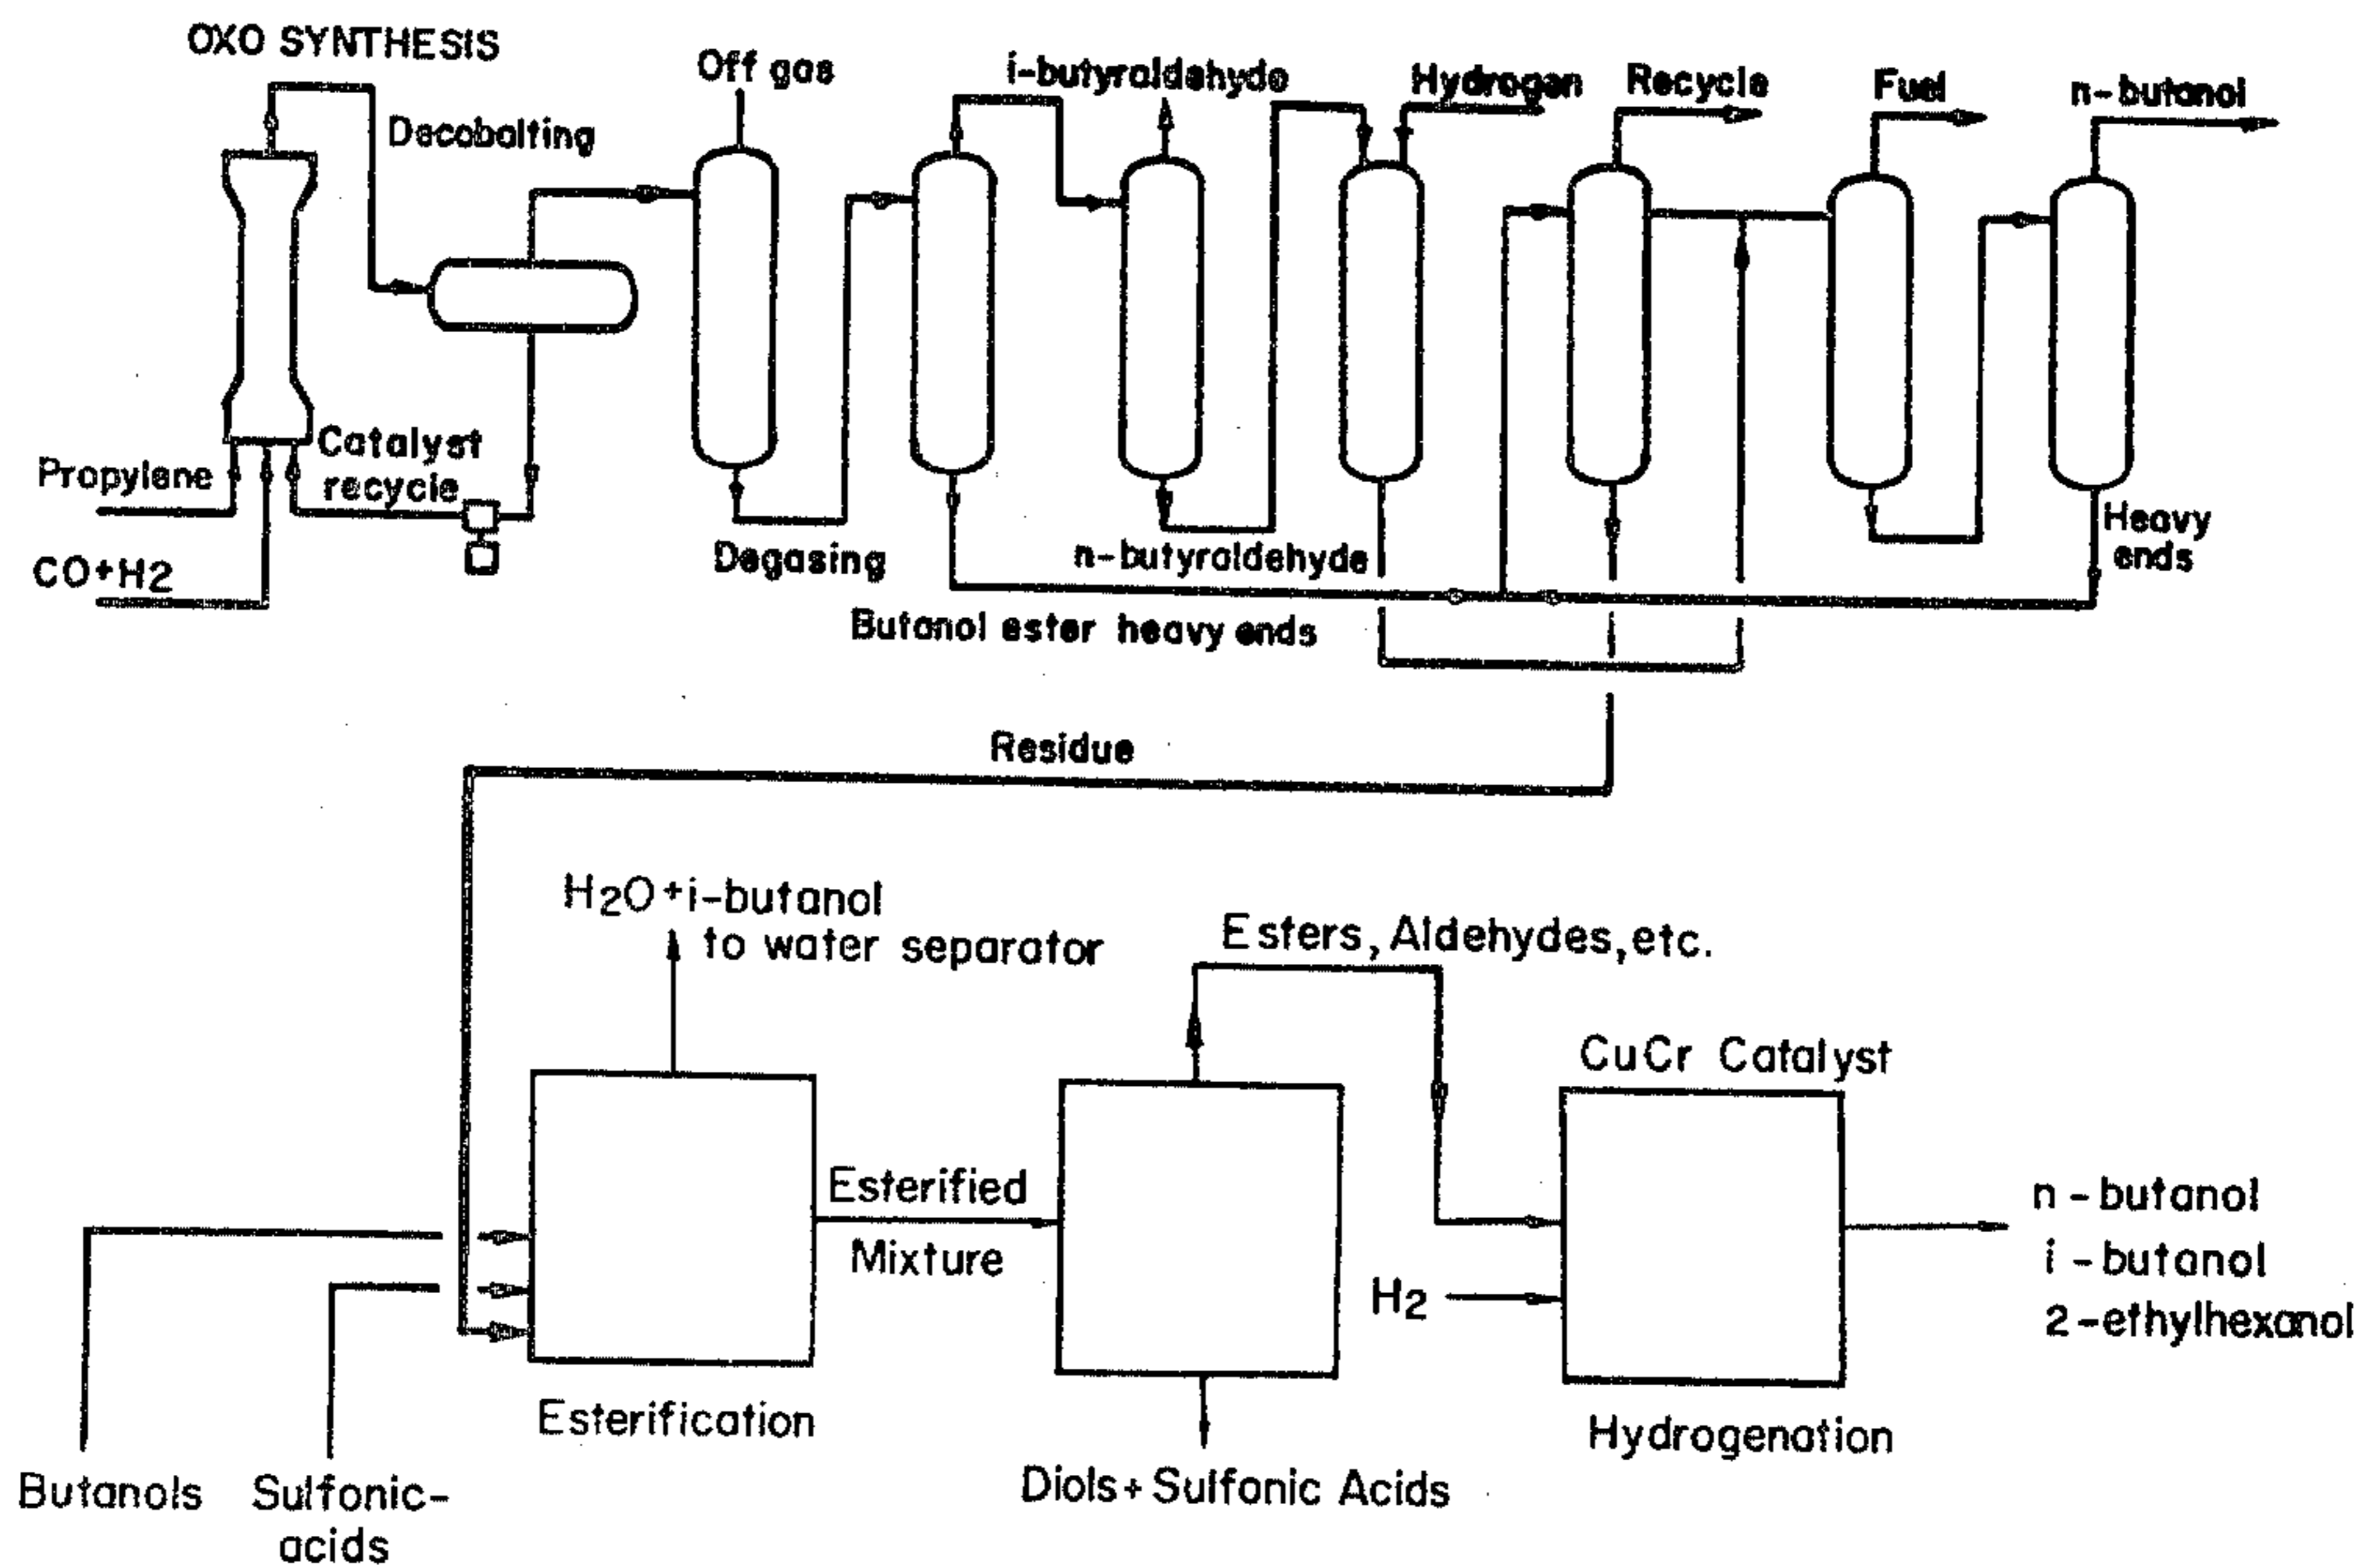 OXO SYNTHESIS
Off gas
i-butyraldehyde
Hydrogen
Recycle
Fuel
n-butanol
Decobalting
Catalyst
recycle
Propylene
CO+H2
Degasing
n-butyraldehyde
Heavy
ends
Butanol ester heavy ends
Residue
H2O+i-butanol
to water separator
Esters, Aldehydes, etc.
CuCr Catalyst
Esterified
Mixture
H2
n-butanol
i-butanol
2-ethylhexanol
Esterification
Hydrogenation
Butanols
Sulfonic-
acids
Diols+Sulfonic Acids